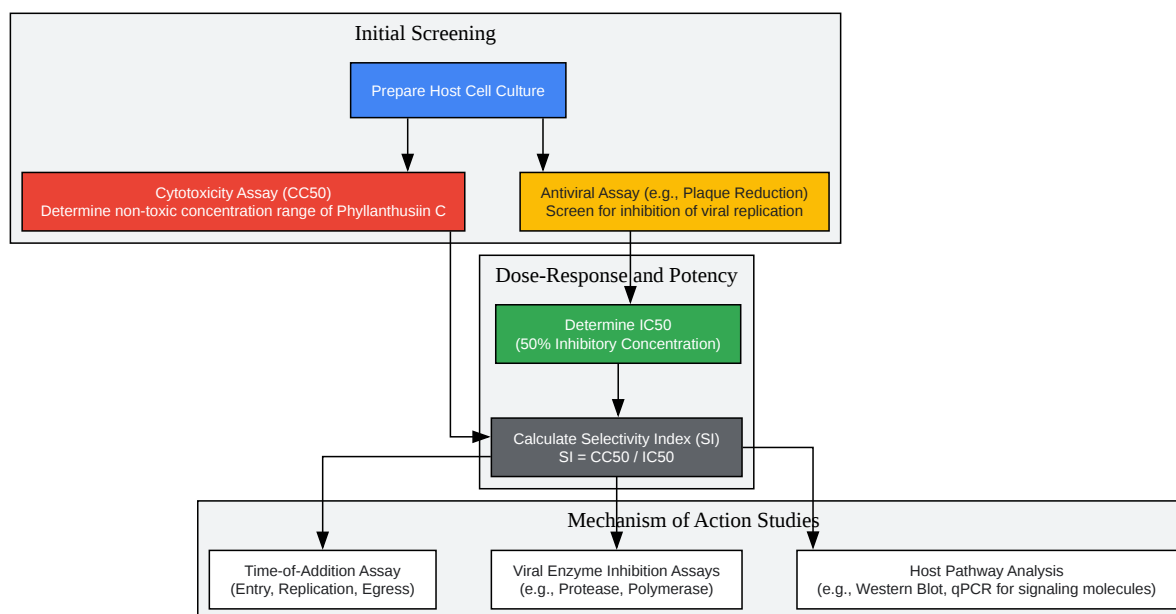 Initial Screening
Prepare Host Cell Culture
Cytotoxicity Assay (CC50)
Determine non-toxic concentration range of Phyllanthusiin C
Antiviral Assay (e.g., Plaque Reduction)
Screen for inhibition of viral replication
Dose-Response and Potency
Determine IC50
(50% Inhibitory Concentration)
Calculate Selectivity Index (SI)
SI = CC50 / IC50
Mechanism of Action Studies
Time-of-Addition Assay
(Entry, Replication, Egress)
Viral Enzyme Inhibition Assays
(e.g., Protease, Polymerase)
Host Pathway Analysis
(e.g., Western Blot, qPCR for signaling molecules)